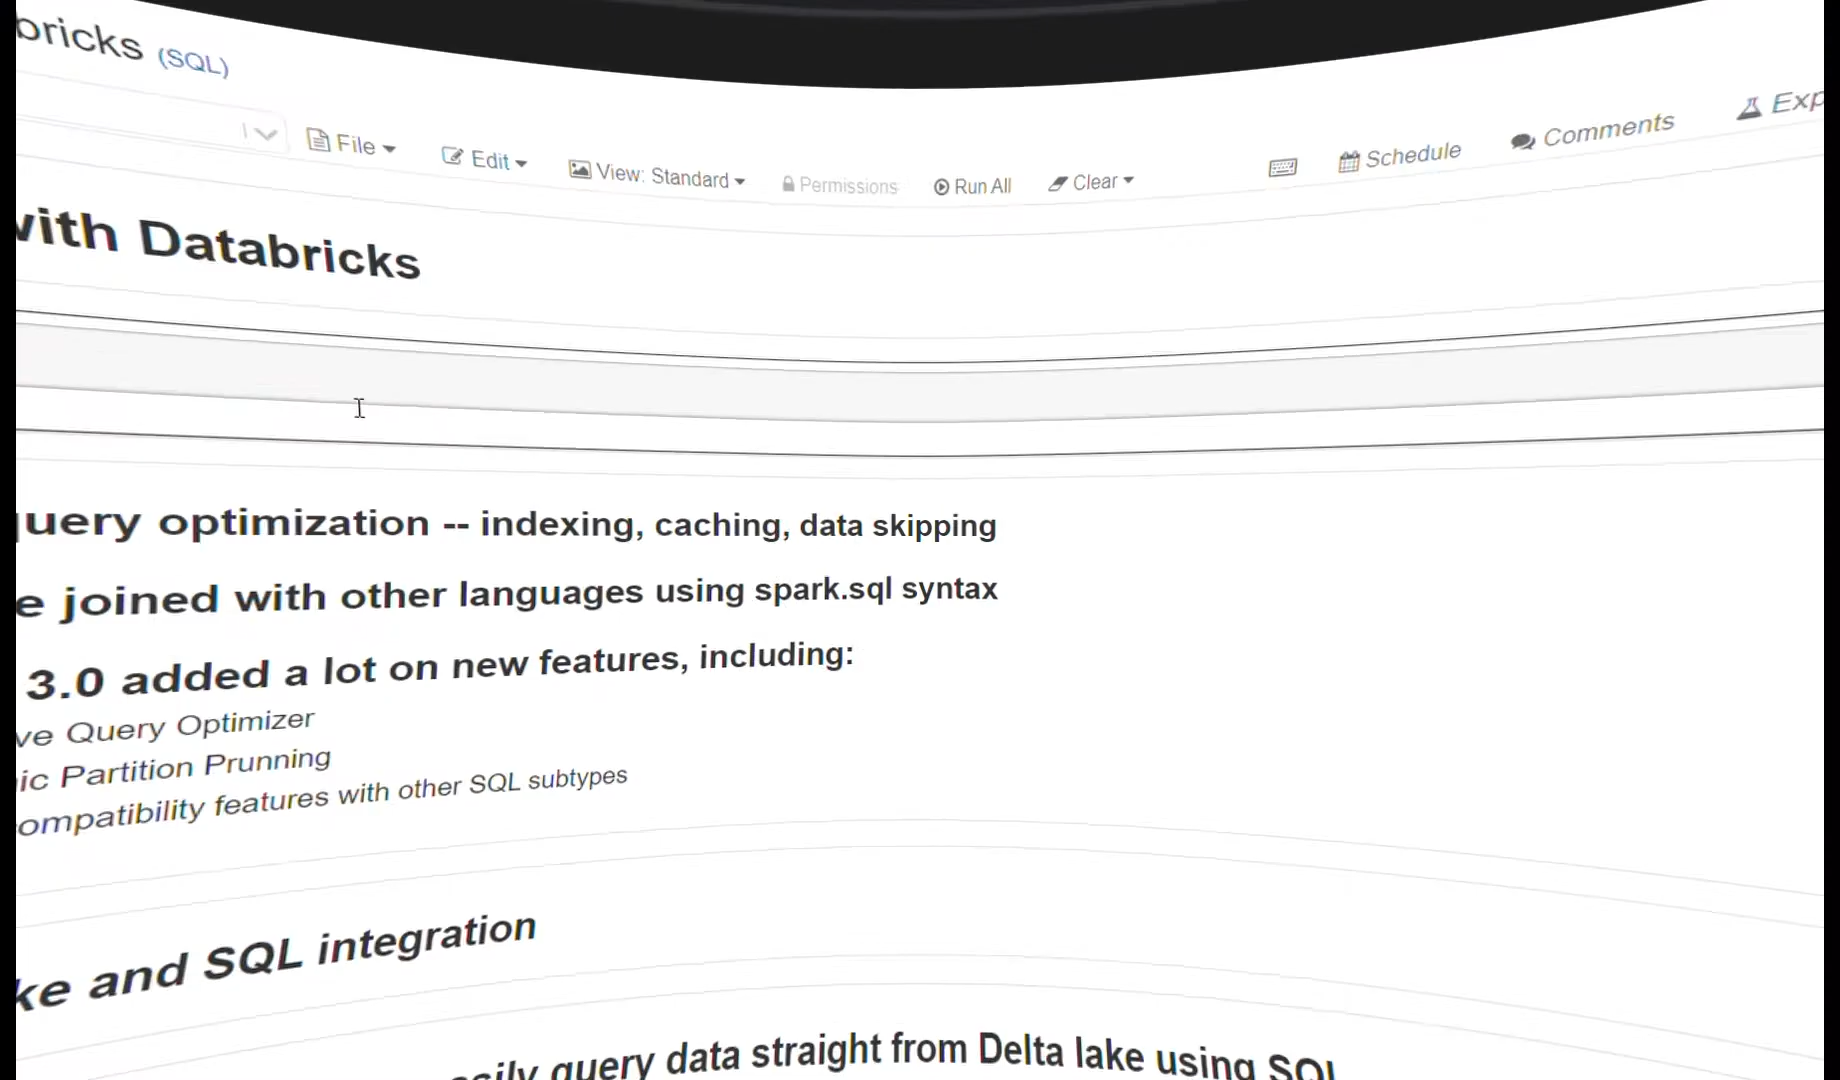 bricks (SQL)
File Edit View: Standard Permissions Run All Clear Schedule Comments Exp
with Databricks
query optimization -- indexing, caching, data skipping
e joined with other languages using spark.sql syntax
3.0 added a lot on new features, including:
ve Query Optimizer
ic Partition Prunning
ompatibility features with other SQL subtypes
ke and SQL integration
easily query data straight from Delta lake using SQL